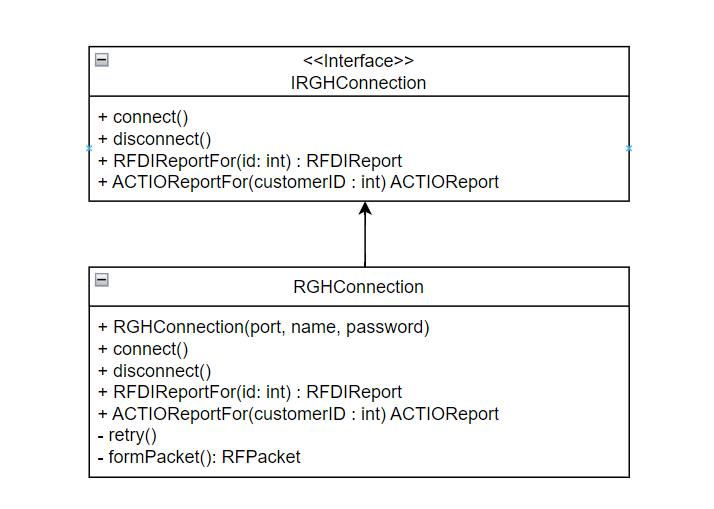 <<Interface>>
IRGHConnection
+ connect()
+ disconnect()
+ RFDIReportFor(id: int) : RFDIReport
+ ACTIOReportFor(customerID : int) ACTIOReport
RGHConnection
+ RGHConnection(port, name, password)
+ connect()
+ disconnect()
+ RFDIReportFor(id: int) : RFDIReport
+ ACTIOReportFor(customerID : int) ACTIOReport
- retry()
- formPacket(): RFPacket